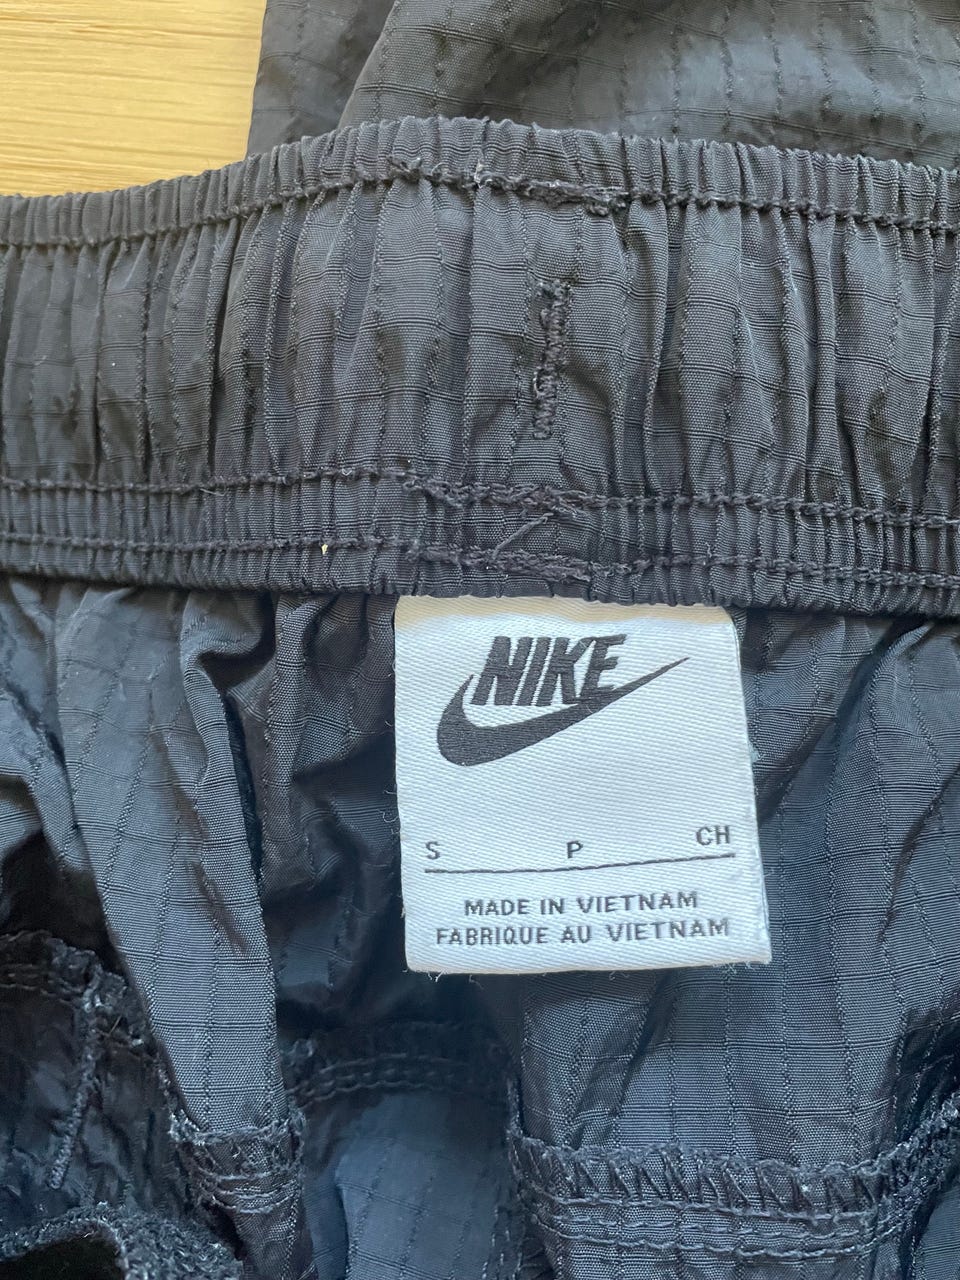 NIKE
S P CH
MADE IN VIETNAM
FABRIQUE AU VIETNAM